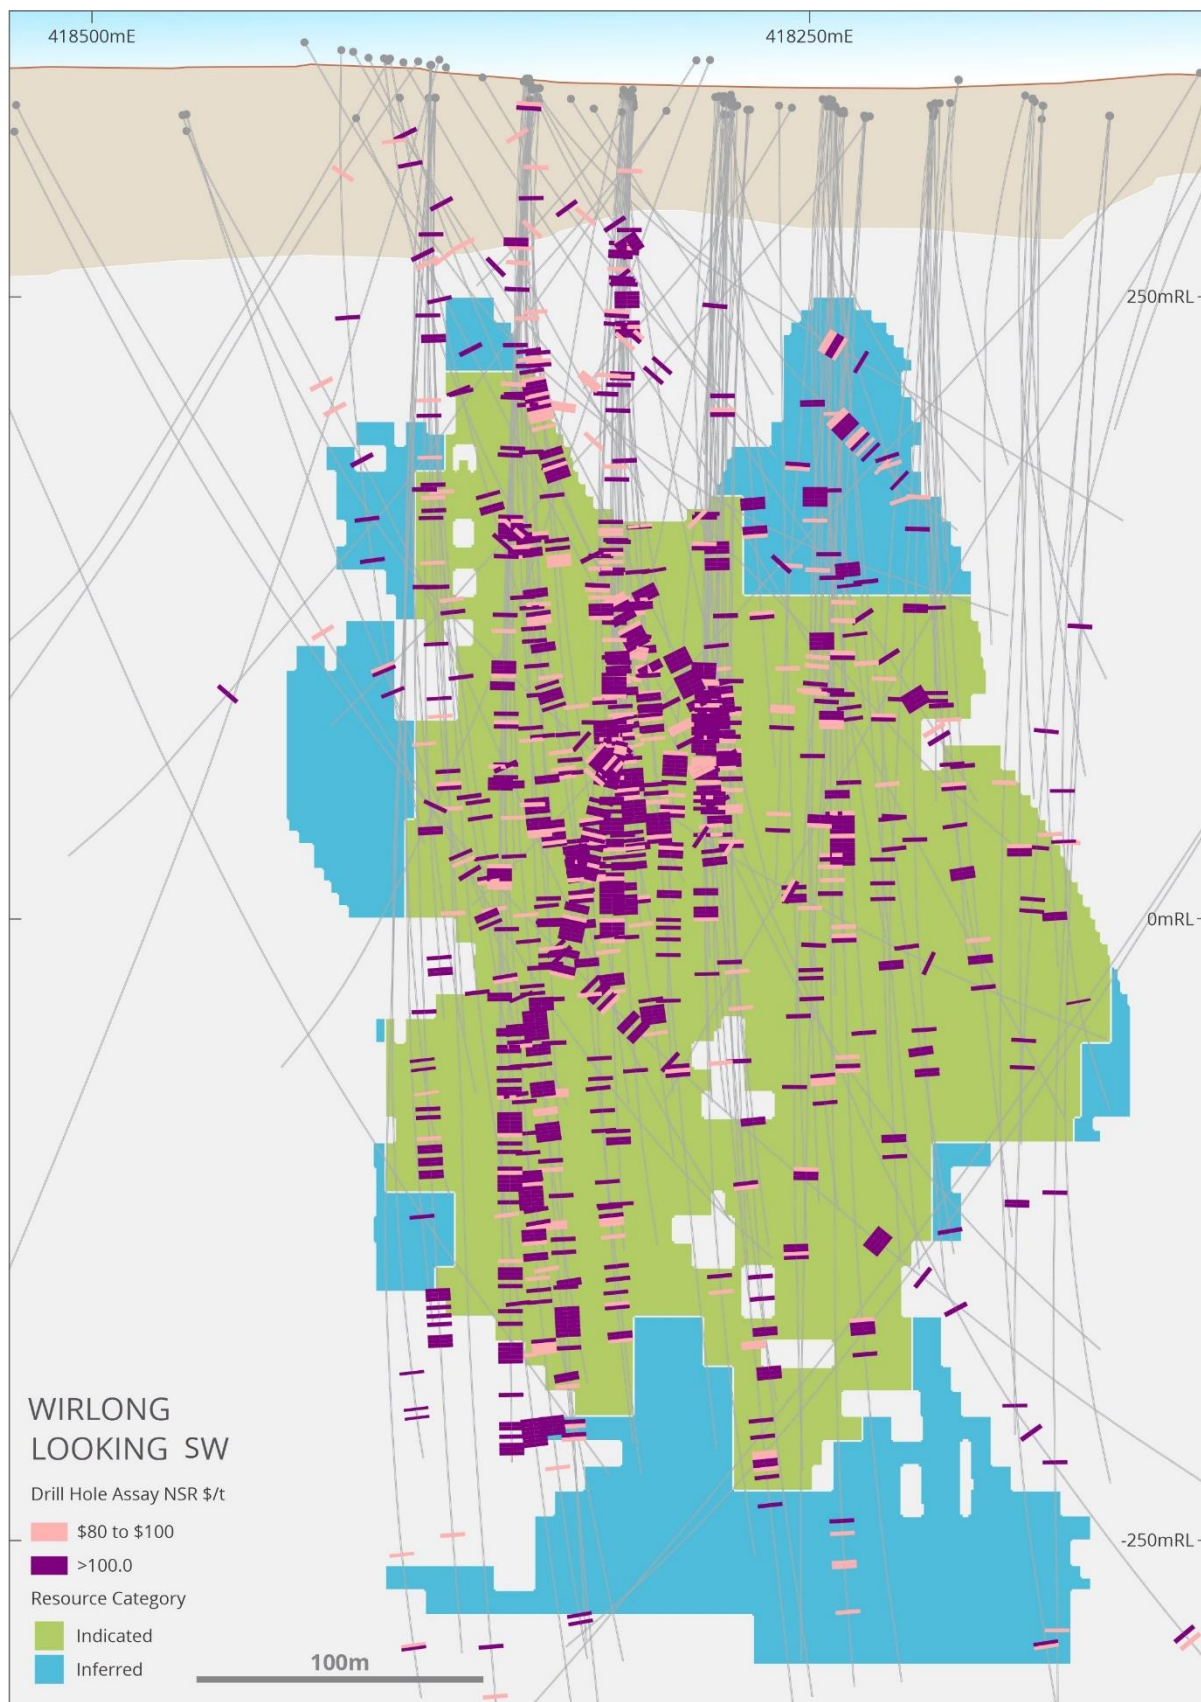 418500mE
418250mE
250mRL
0mRL
-250mRL
WIRLONG
LOOKING SW
Drill Hole Assay NSR $/t
$80 to $100
>100.0
Resource Category
Indicated
Inferred
100m